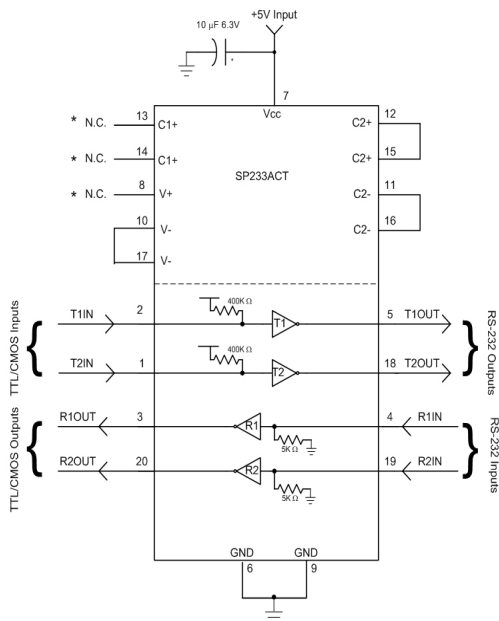 +5V Input
10 µF 6.3V
*
7
Vcc
* N.C. 13 C1+
* N.C. 14 C1+
* N.C. 8 V+
10 V-
17 V-
12 C2+
15 C2+
11 C2-
16 C2-
SP233ACT
TTL/CMOS Inputs
T1IN 2 400K Ω T1 5 T1OUT
T2IN 1 400K Ω T2 18 T2OUT
RS-232 Outputs
TTL/CMOS Outputs
R1OUT 3 R1 5K Ω 4 R1IN
R2OUT 20 R2 5K Ω 19 R2IN
RS-232 Inputs
GND GND
6 9